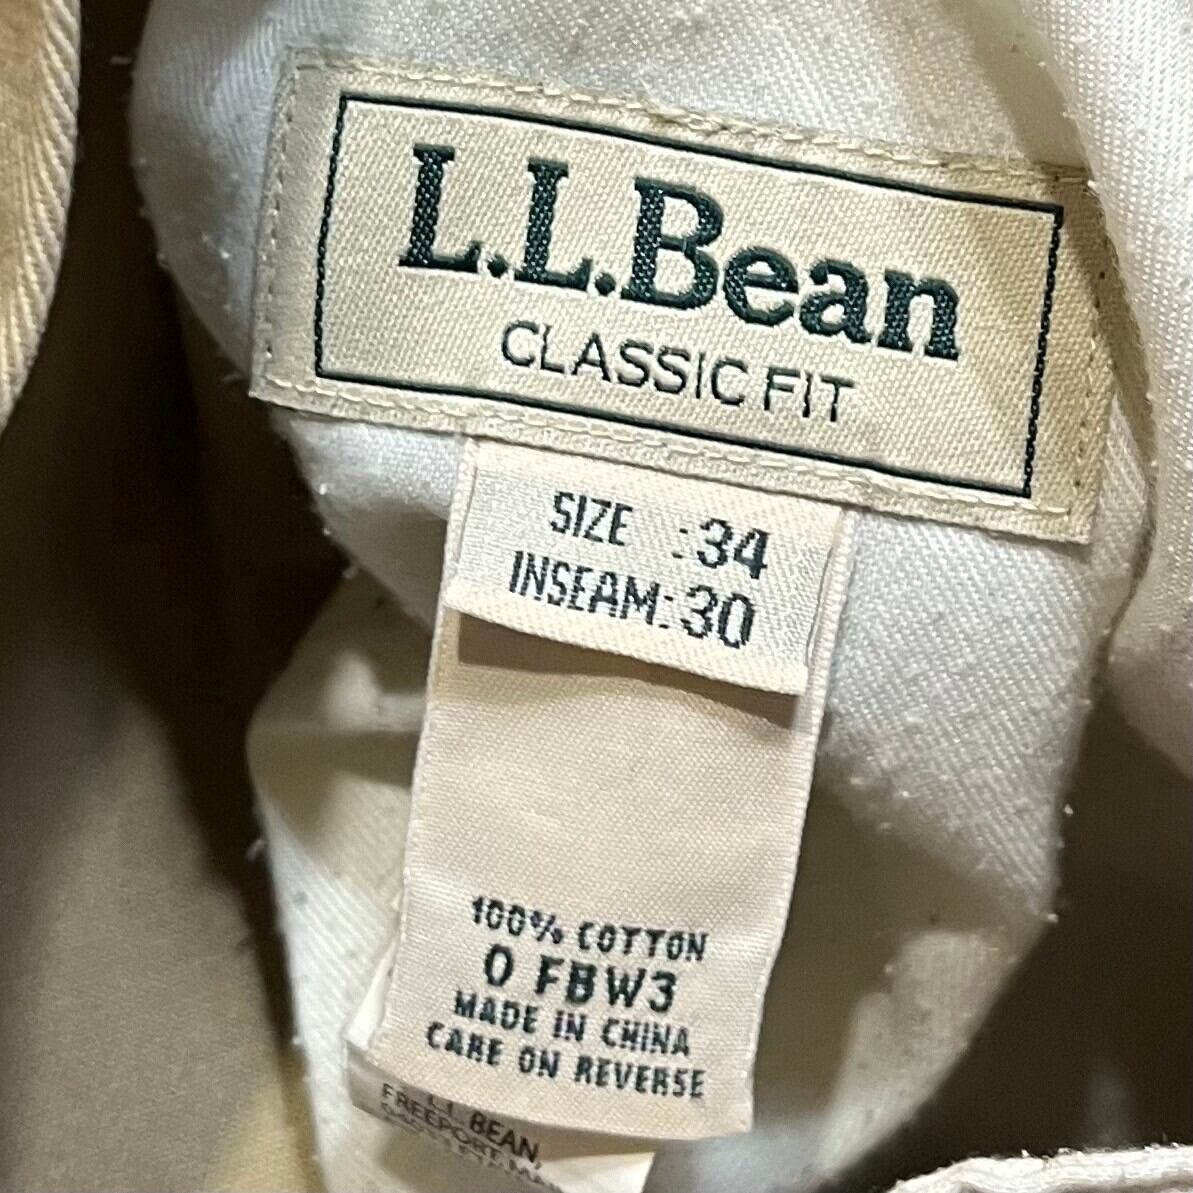 L.L.Bean
CLASSIC FIT
SIZE :34
INSEAM:30
100% COTTON
0 FBW3
MADE IN CHINA
CARE ON REVERSE
L.L. BEAN,
FREEPORT